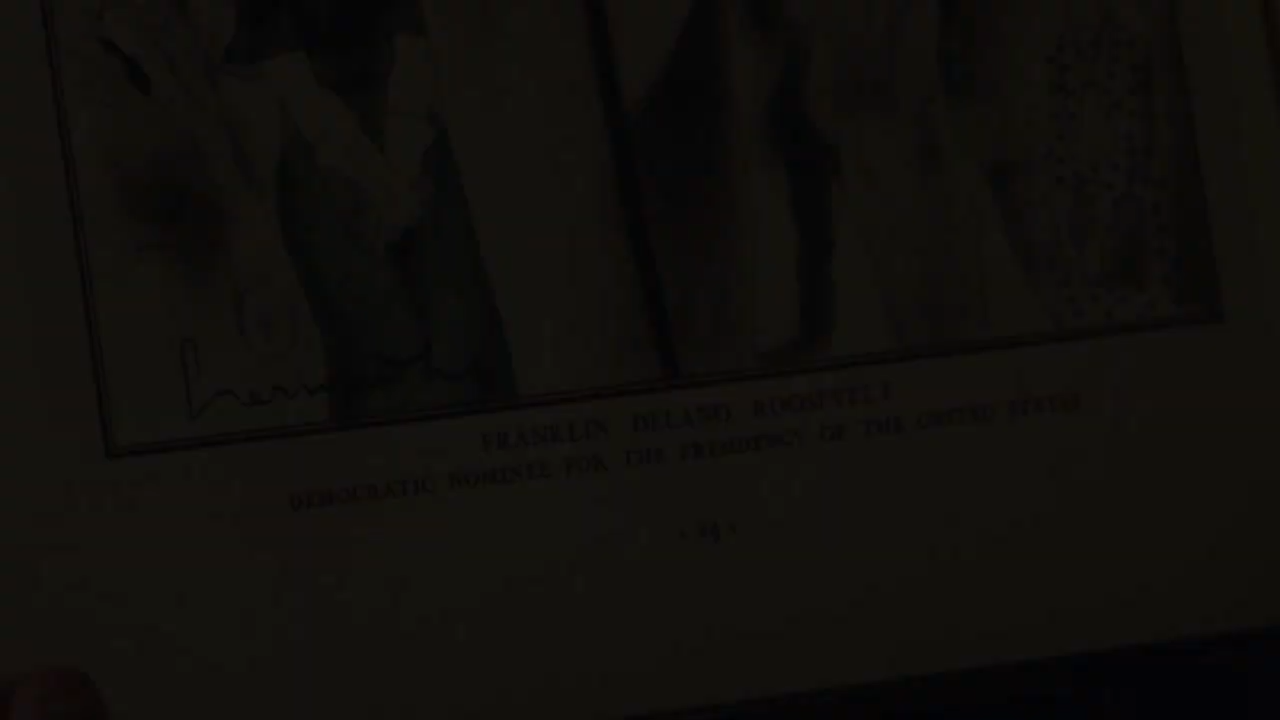 FRANKLIN DELANO ROOSEVELT
DEMOCRATIC NOMINEE FOR THE PRESIDENCY OF THE UNITED STATES